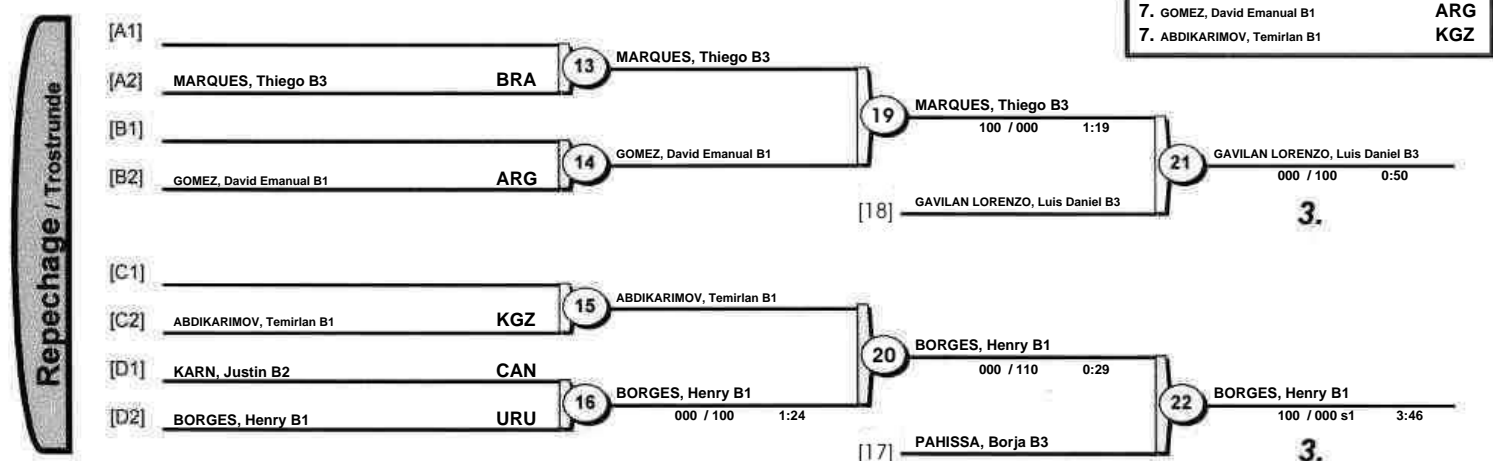 7. GOMEZ, David Emanual B1 ARG
7. ABDIKARIMOV, Temirlan B1 KGZ
Repechage / Trostrunde
[A1]
[A2] MARQUES, Thiego B3 BRA
13 MARQUES, Thiego B3
[B1]
[B2] GOMEZ, David Emanual B1 ARG
14 GOMEZ, David Emanual B1
19 MARQUES, Thiego B3
100 / 000 1:19
[18] GAVILAN LORENZO, Luis Daniel B3
21 GAVILAN LORENZO, Luis Daniel B3
000 / 100 0:50
3.
[C1]
[C2] ABDIKARIMOV, Temirlan B1 KGZ
15 ABDIKARIMOV, Temirlan B1
[D1] KARN, Justin B2 CAN
[D2] BORGES, Henry B1 URU
16 BORGES, Henry B1
000 / 100 1:24
20 BORGES, Henry B1
000 / 110 0:29
[17] PAHISSA, Borja B3
22 BORGES, Henry B1
100 / 000 s1 3:46
3.